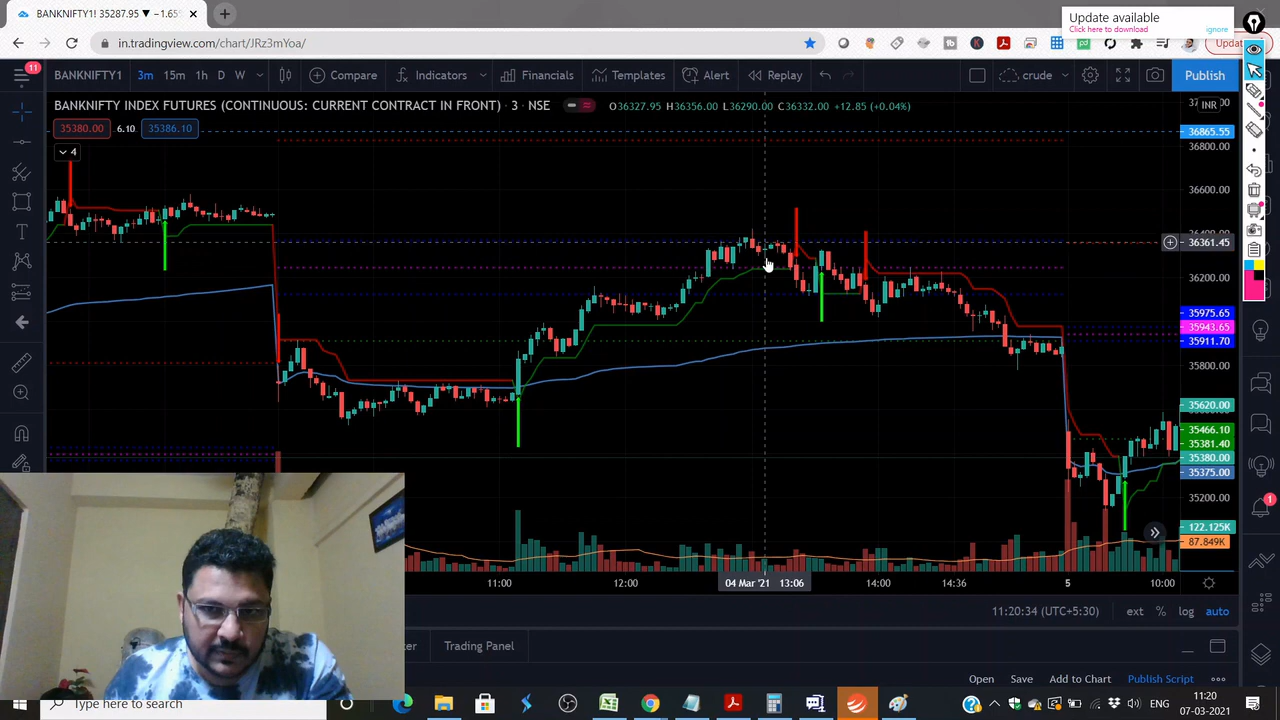 BANKNIFTY1! 35287.95 ▼ −1.65%
Update available
Click here to download
ignore
in.tradingview.com/chart/JRz3mYoa/
11
BANKNIFTY1
3m
15m
1h
D
W
Compare
Indicator
Financials
Templates
Alert
Replay
crude
Publish
BANKNIFTY INDEX FUTURES (CONTINUOUS: CURRENT CONTRACT IN FRONT) · 3 · NSE
O36327.95 H36356.00 L36290.00 C36332.00 +12.85 (+0.04%)
INR
35380.00
6.10
35386.10
4
36865.55
36800.00
36600.00
36361.45
36200.00
35975.65
35943.65
35911.70
35800.00
35620.00
35466.10
35381.40
35380.00
35375.00
35200.00
122.125K
87.849K
1
11:00
12:00
04 Mar '21 13:06
14:00
14:36
5
10:00
11:20:34 (UTC+5:30)
ext
%
log
auto
Trading Panel
Open
Save
Add to Chart
Publish Script
Type here to search
ENG
11:20
07-03-2021